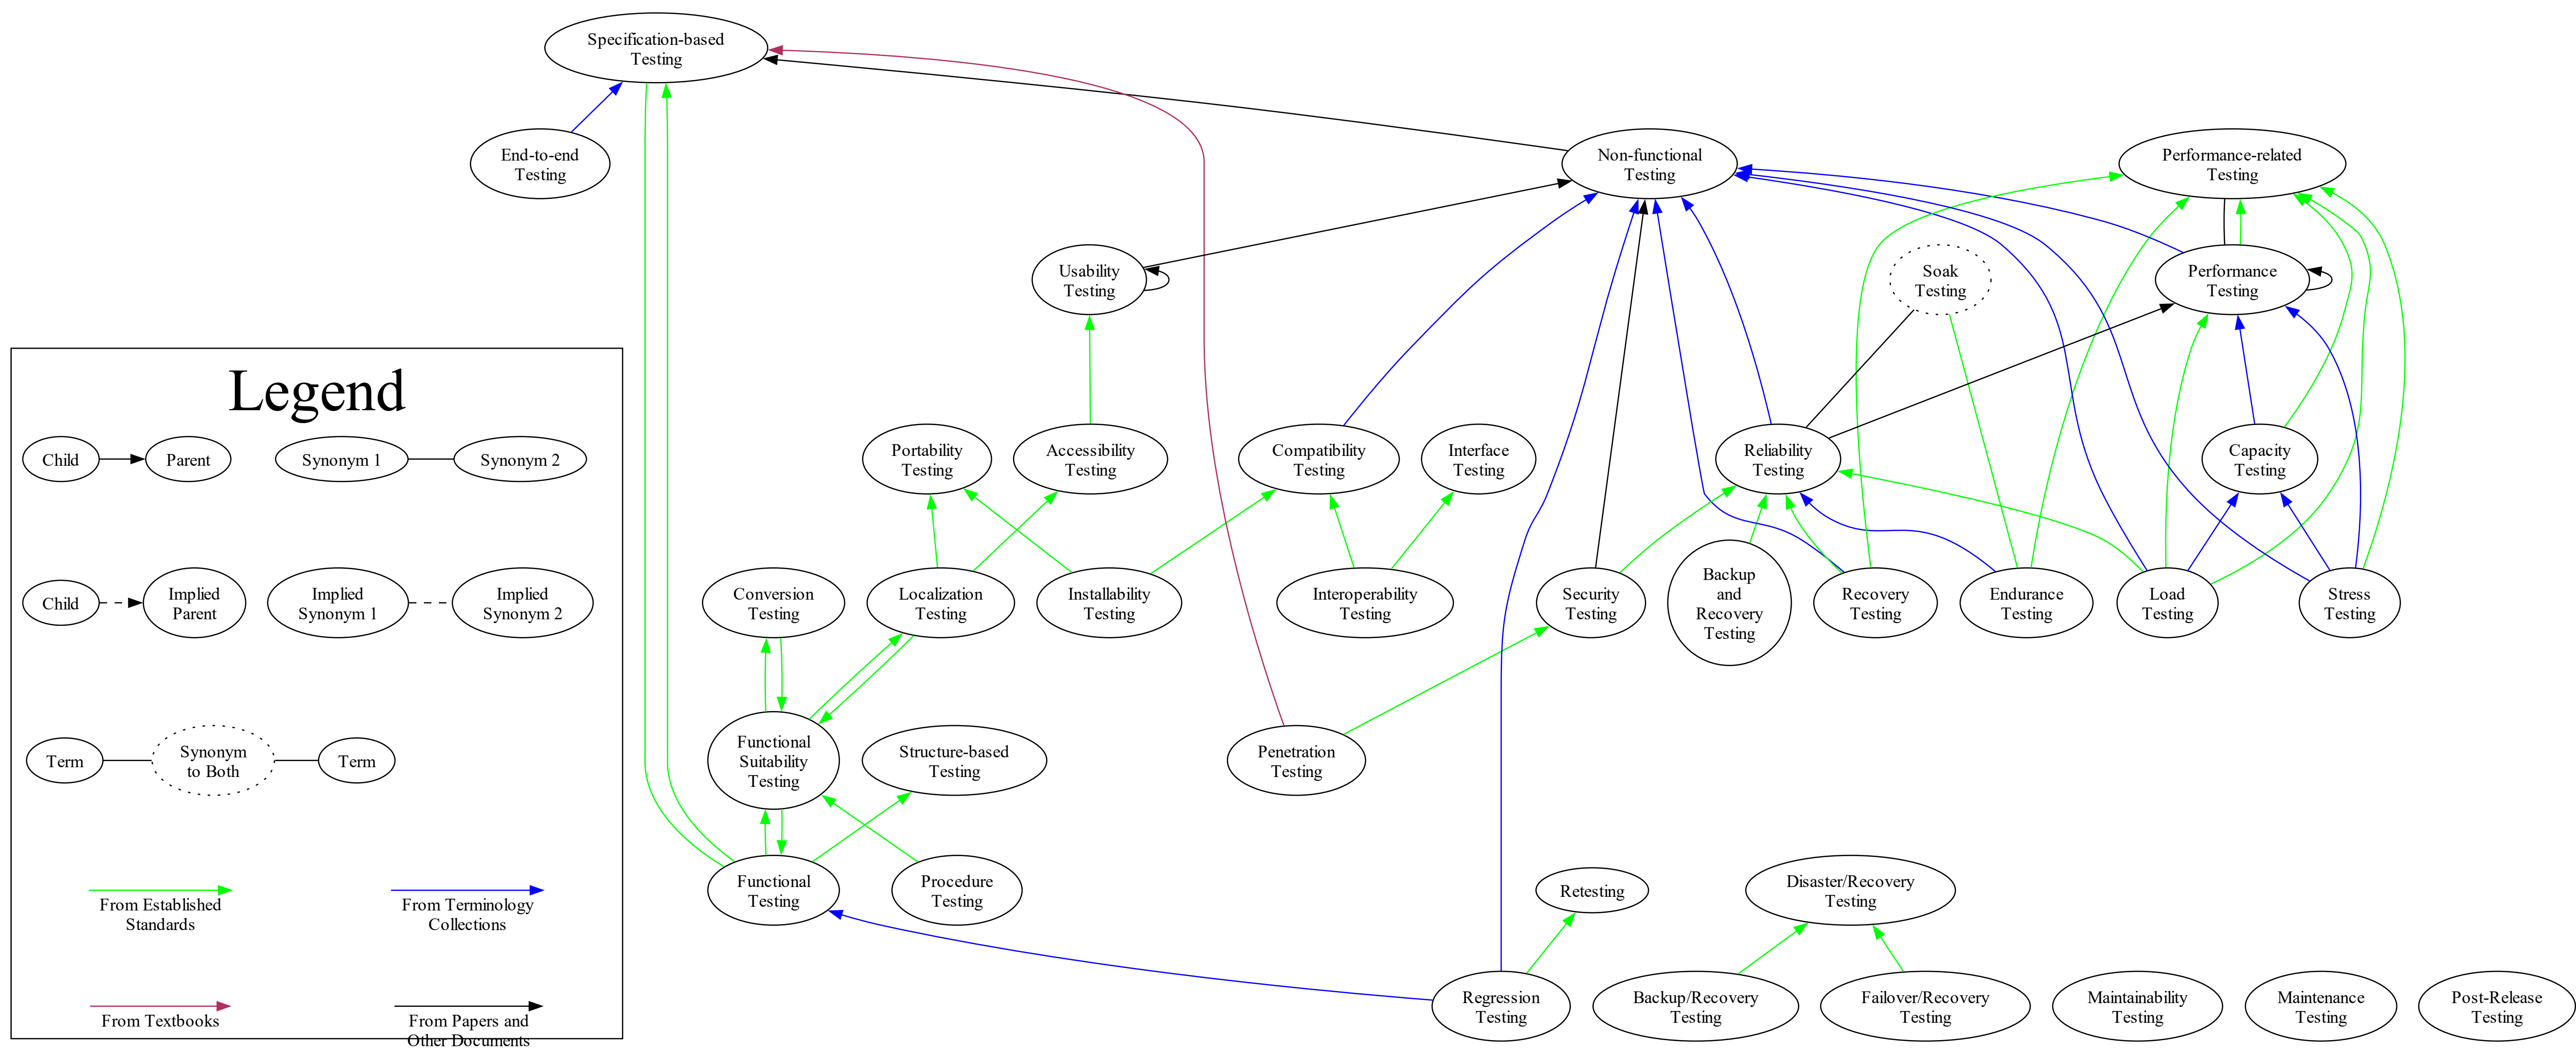 Specification-based
Testing
End-to-end
Testing
Non-functional
Testing
Performance-related
Testing
Usability
Testing
Soak
Testing
Performance
Testing
Legend
Portability
Testing
Accessibility
Testing
Compatibility
Testing
Interface
Testing
Reliability
Testing
Capacity
Testing
Child
Parent
Synonym 1
Synonym 2
Conversion
Testing
Localization
Testing
Installability
Testing
Interoperability
Testing
Security
Testing
Backup
and
Recovery
Testing
Recovery
Testing
Endurance
Testing
Load
Testing
Stress
Testing
Child
Implied
Parent
Implied
Synonym 1
Implied
Synonym 2
Term
Synonym
to Both
Term
Functional
Suitability
Testing
Structure-based
Testing
Penetration
Testing
From Established
Standards
From Terminology
Collections
Functional
Testing
Procedure
Testing
Retesting
Disaster/Recovery
Testing
From Textbooks
From Papers and
Other Documents
Regression
Testing
Backup/Recovery
Testing
Failover/Recovery
Testing
Maintainability
Testing
Maintenance
Testing
Post-Release
Testing